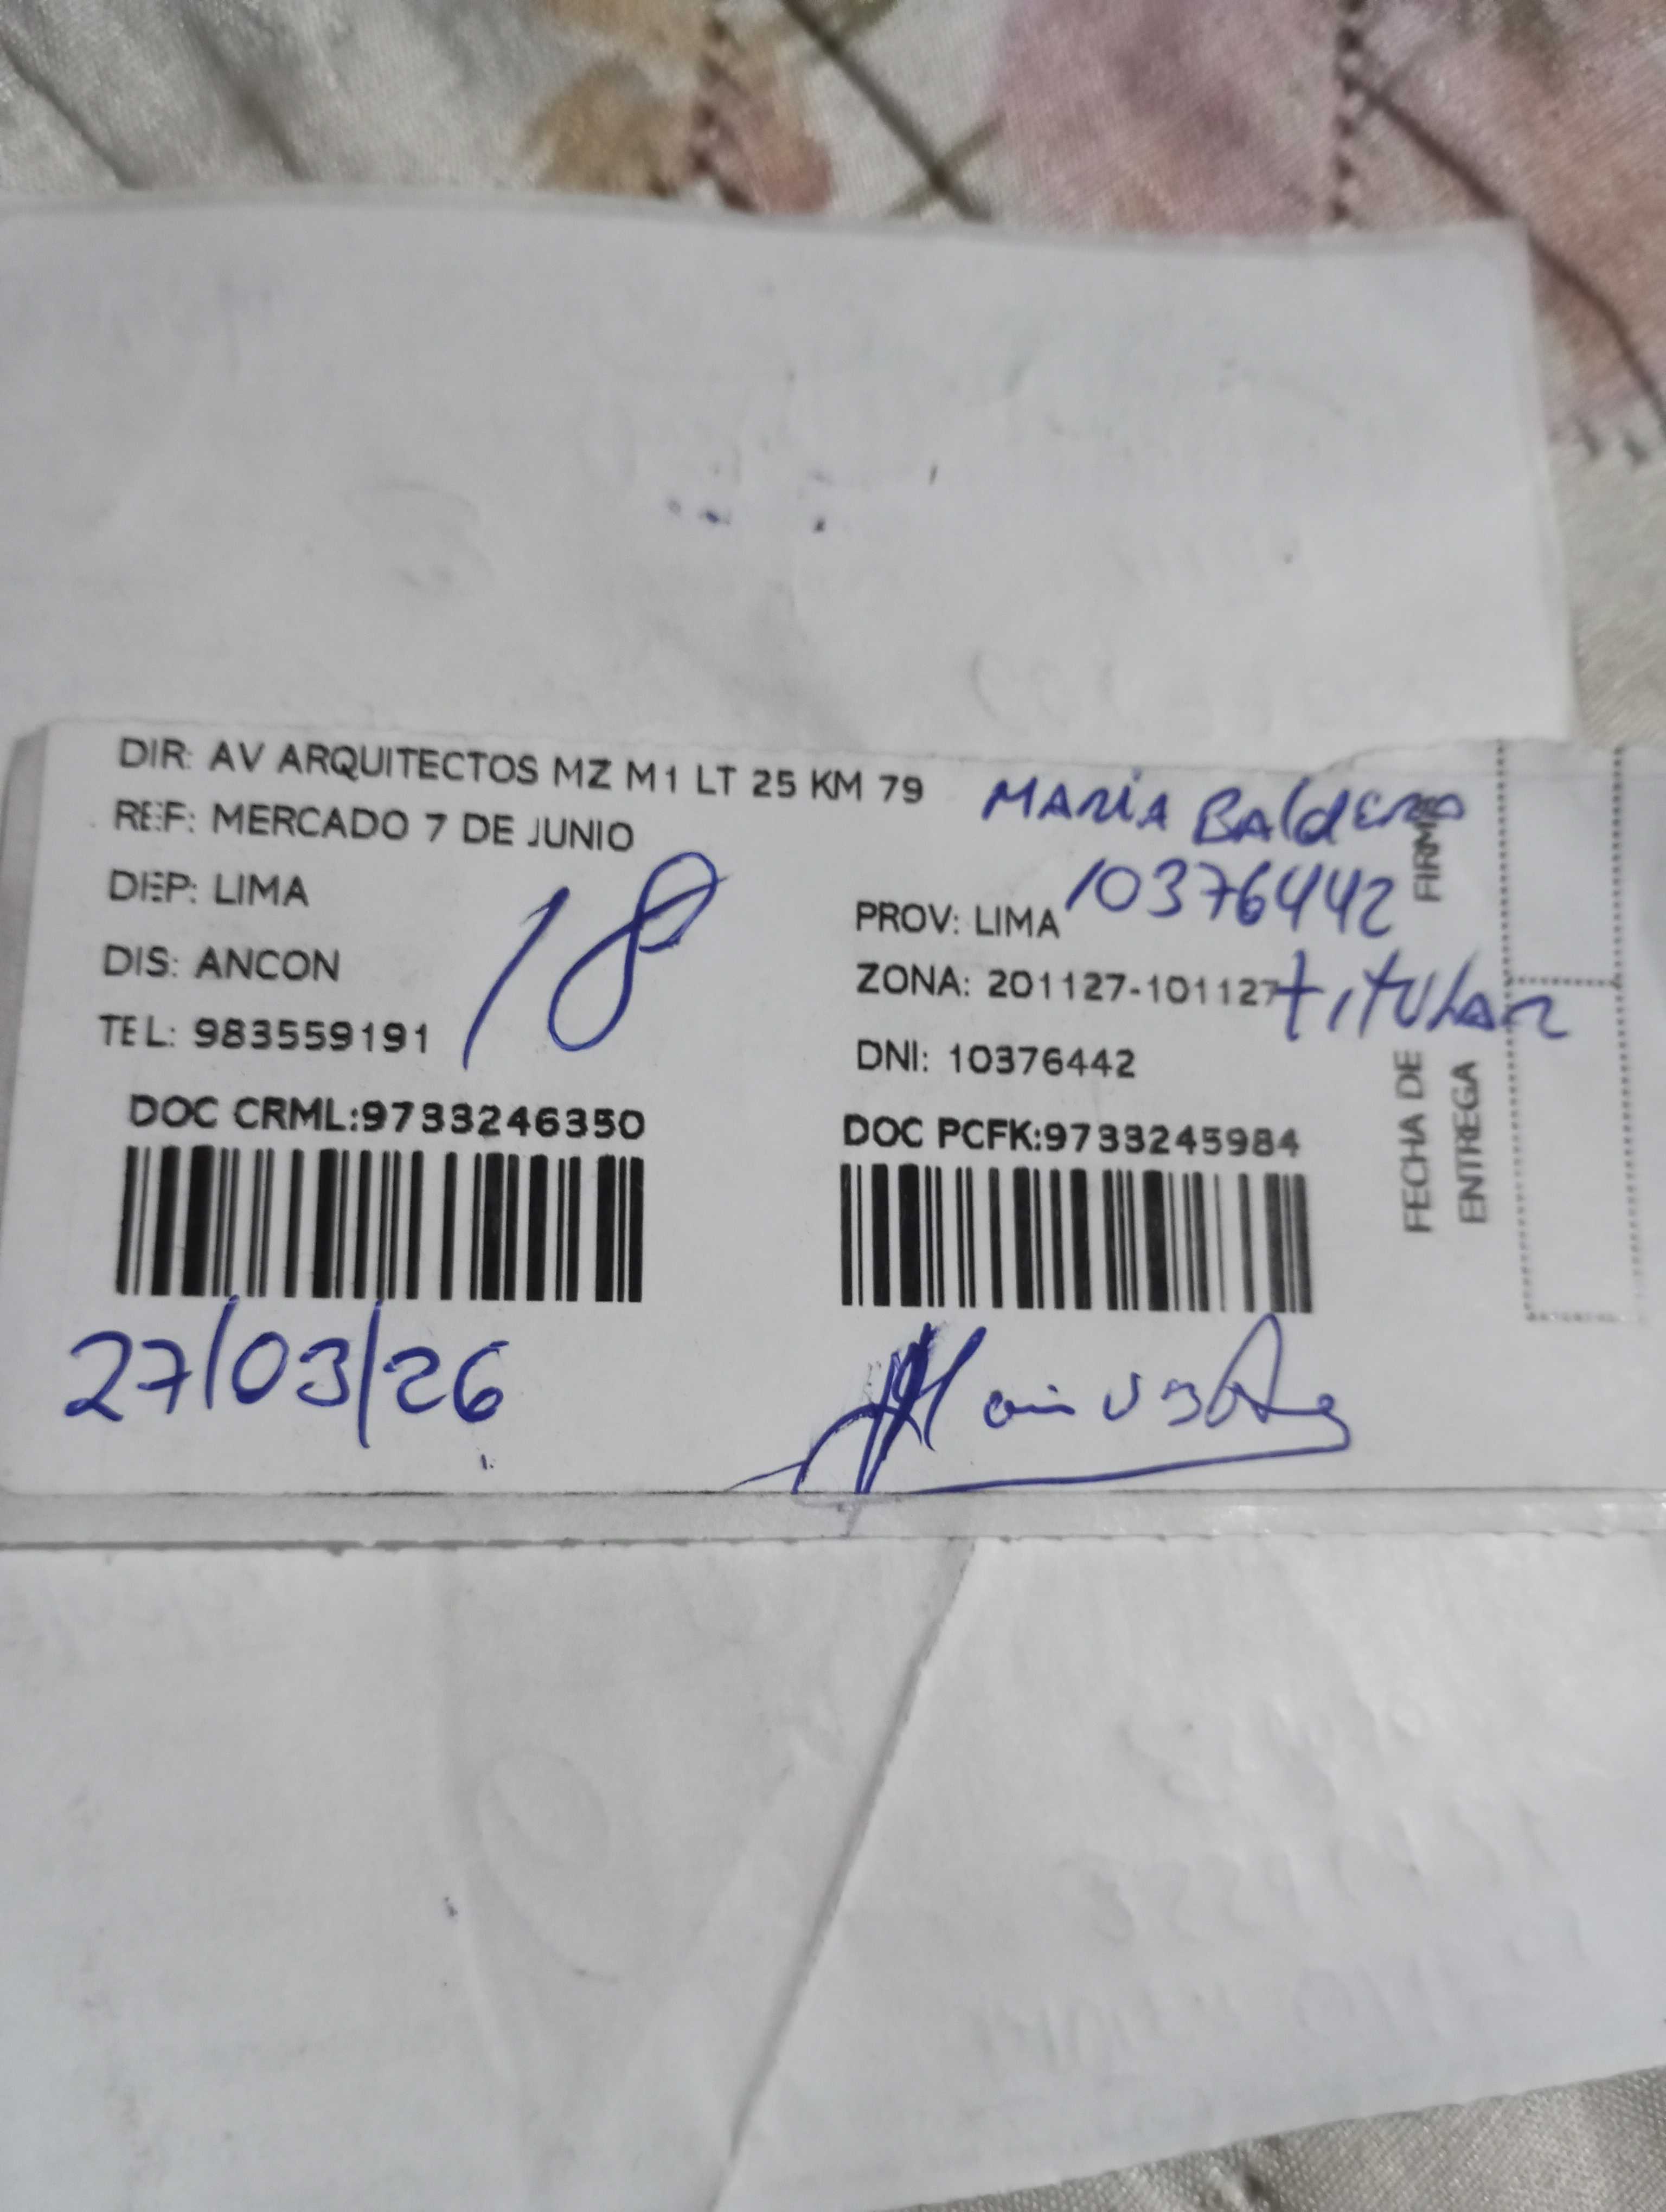 DIR: AV ARQUITECTOS MZ M1 LT 25 KM 79
REF: MERCADO 7 DE JUNIO
DEP: LIMA
DIS: ANCON
TEL: 983559191
18
MARIA BALdERA
10376442
titular
PROV: LIMA
ZONA: 201127-101127
DNI: 10376442
FIRMA
FECHA DE
ENTREGA
DOC CRML:9733246350
DOC PCFK:9733245984
27/03/26